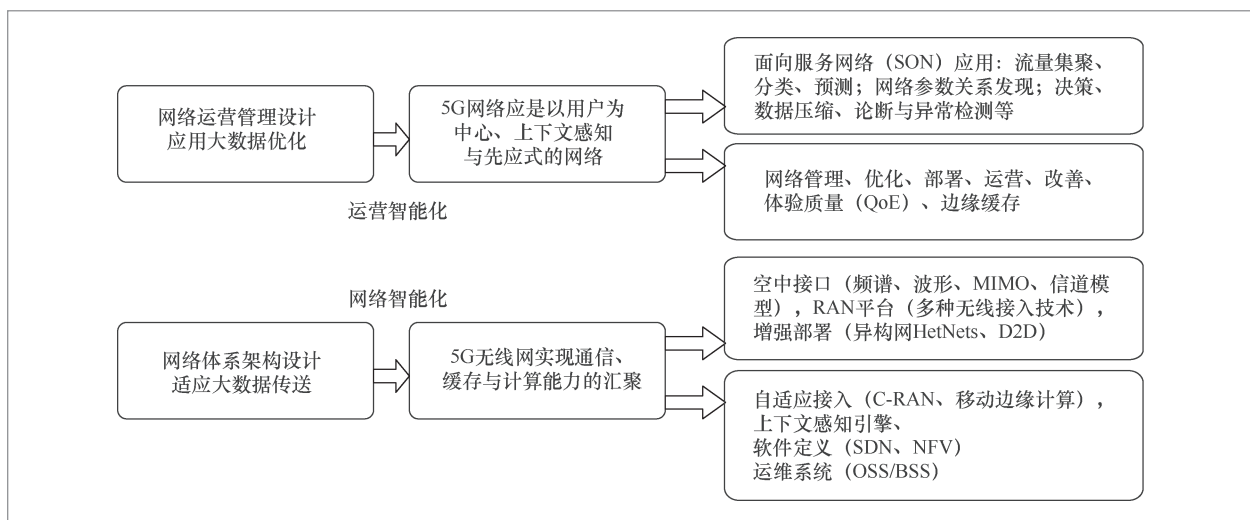 网络运营管理设计
应用大数据优化
5G网络应是以用户为
中心、上下文感知
与先应式的网络
面向服务网络（SON）应用：流量集聚、
分类、预测；网络参数关系发现；决策、
数据压缩、论断与异常检测等
网络管理、优化、部署、运营、改善、
体验质量（QoE）、边缘缓存
运营智能化
网络智能化
网络体系架构设计
适应大数据传送
5G无线网实现通信、
缓存与计算能力的汇聚
空中接口（频谱、波形、MIMO、信道模
型），RAN平台（多种无线接入技术），
增强部署（异构网HetNets、D2D）
自适应接入（C-RAN、移动边缘计算），
上下文感知引擎、
软件定义（SDN、NFV）
运维系统（OSS/BSS）